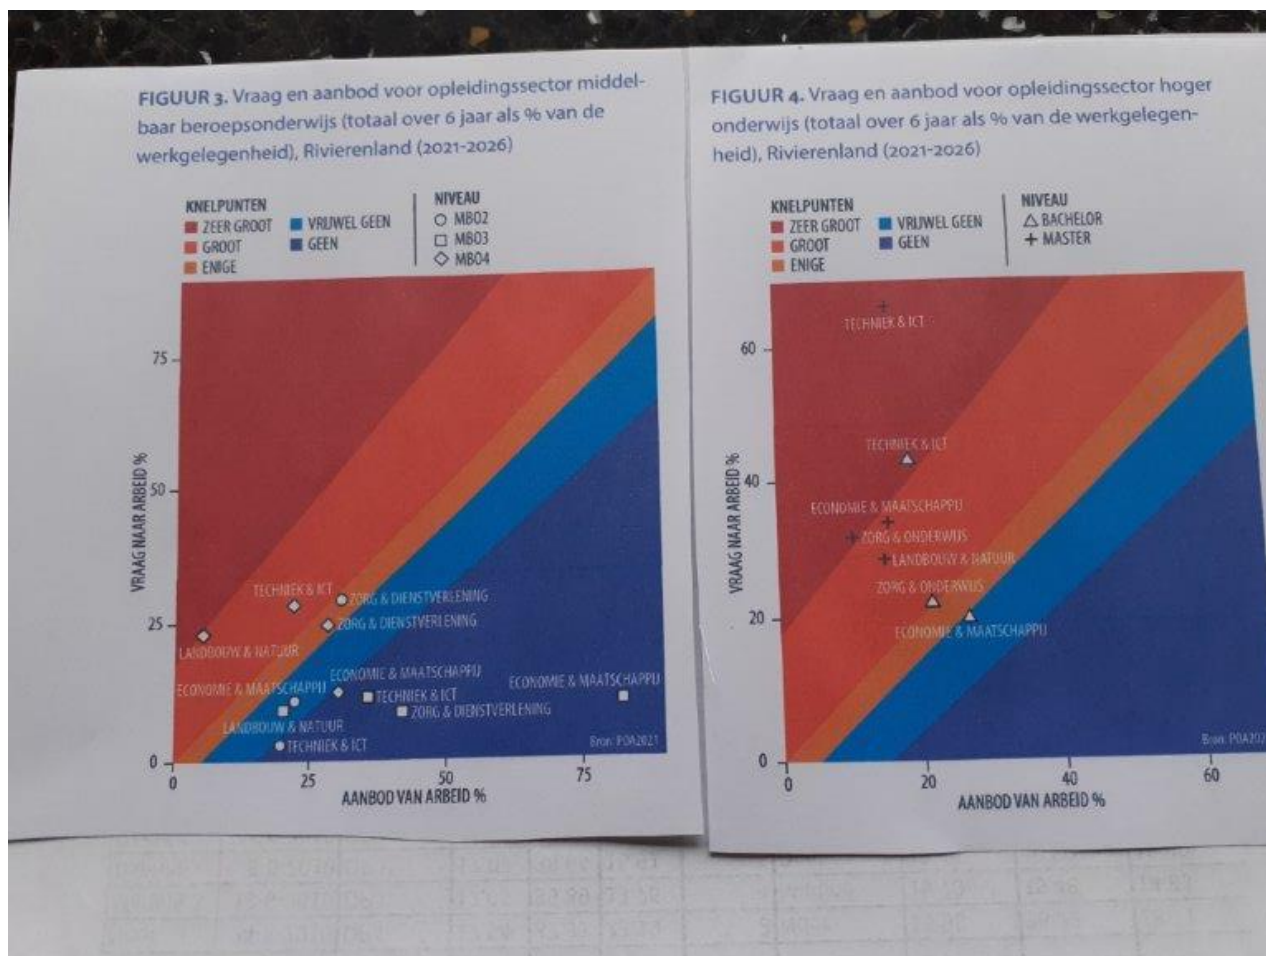 FIGUUR 3. Vraag en aanbod voor opleidingssector middel-
baar beroepsonderwijs (totaal over 6 jaar als % van de
werkgelegenheid), Rivierenland (2021-2026)
KNELPUNTEN
ZEER GROOT
GROOT
ENIGE
VRIJWEL GEEN
GEEN
NIVEAU
MBO2
MBO3
MBO4
VRAAG NAAR ARBEID %
75
50
25
0
TECHNIEK & ICT
ZORG & DIENSTVERLENING
ZORG & DIENSTVERLENING
LANDBOUW & NATUUR
ECONOMIE & MAATSCHAPPIJ
ECONOMIE & MAATSCHAPPIJ
ECONOMIE & MAATSCHAPPIJ
TECHNIEK & ICT
ZORG & DIENSTVERLENING
LANDBOUW & NATUUR
TECHNIEK & ICT
Bron: POA2021
0
25
50
75
AANBOD VAN ARBEID %
FIGUUR 4. Vraag en aanbod voor opleidingssector hoger
onderwijs (totaal over 6 jaar als % van de werkgelegen-
heid), Rivierenland (2021-2026)
KNELPUNTEN
ZEER GROOT
GROOT
ENIGE
VRIJWEL GEEN
GEEN
NIVEAU
BACHELOR
MASTER
VRAAG NAAR ARBEID %
60
40
20
0
TECHNIEK & ICT
TECHNIEK & ICT
ECONOMIE & MAATSCHAPPIJ
ZORG & ONDERWIJS
LANDBOUW & NATUUR
ZORG & ONDERWIJS
ECONOMIE & MAATSCHAPPIJ
Bron: POA202
0
20
40
60
AANBOD VAN ARBEID %